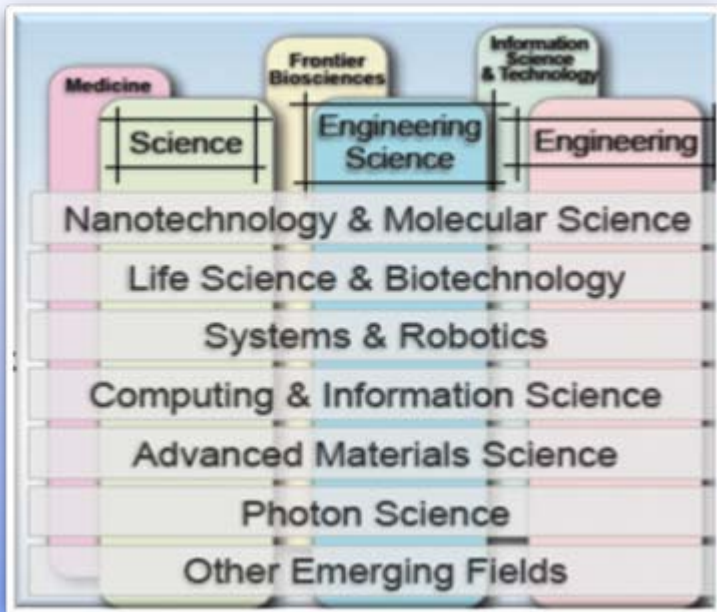 Medicine
Frontier
Biosciences
Information
Science
& Technology
Science
Engineering
Science
Engineering
Nanotechnology & Molecular Science
Life Science & Biotechnology
Systems & Robotics
Computing & Information Science
Advanced Materials Science
Photon Science
Other Emerging Fields